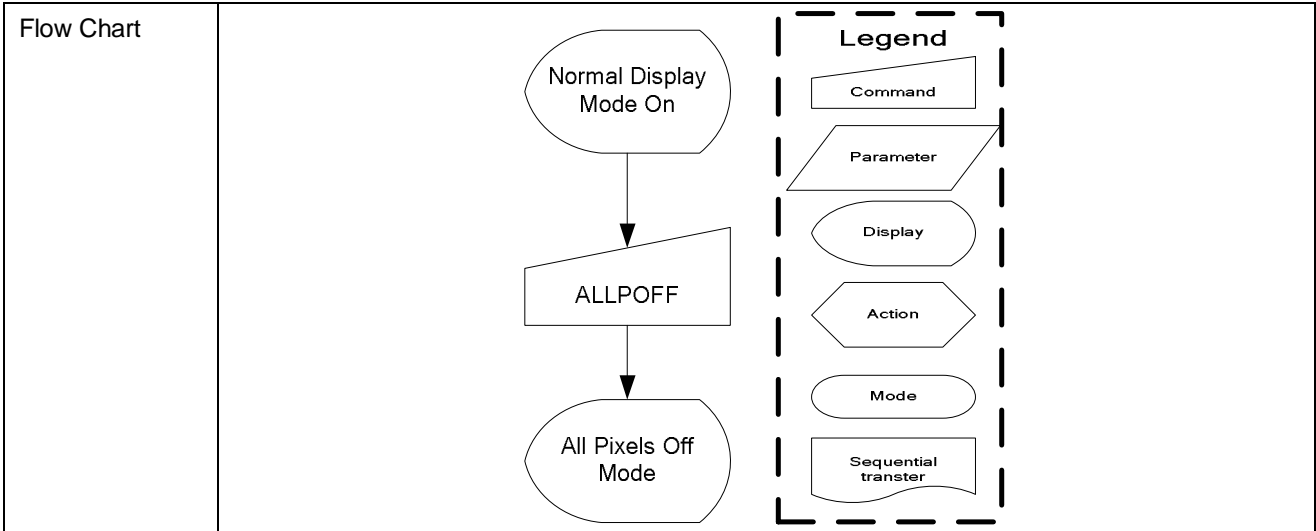 Flow Chart
Normal Display
Mode On
ALLPOFF
All Pixels Off
Mode
Legend
Command
Parameter
Display
Action
Mode
Sequential
transter